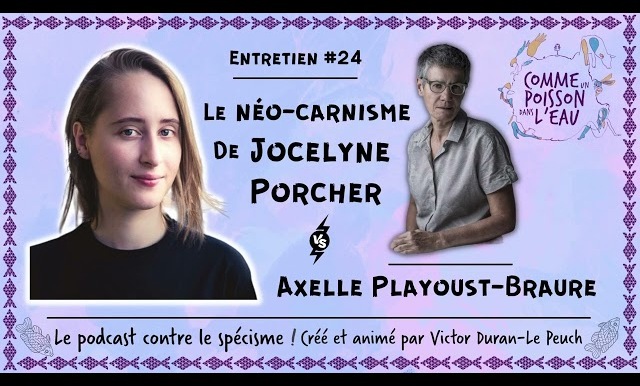 Entretien #24
Le néo-carnisme
de Jocelyne
Porcher
VS
Axelle Playoust-Braure
COMME UN
POISSON
DANS
L'EAU
Le podcast contre le spécisme ! Créé et animé par Victor Duran-Le Peuch